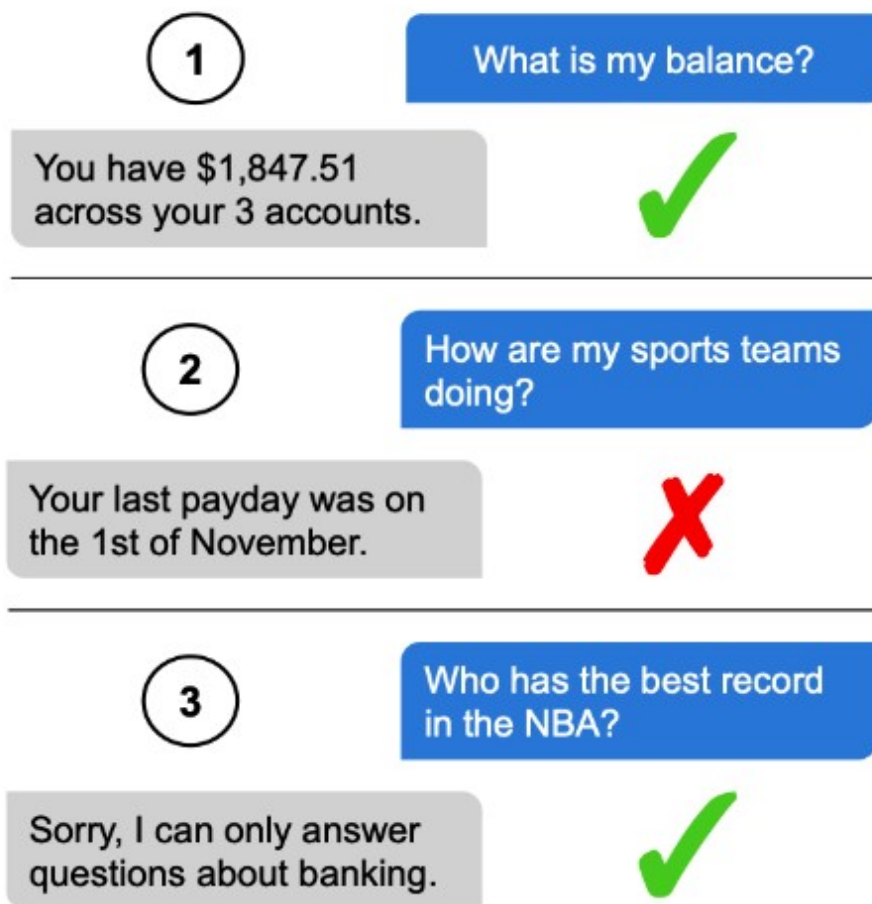 1
What is my balance?
You have $1,847.51
across your 3 accounts.
2
How are my sports teams
doing?
Your last payday was on
the 1st of November.
3
Who has the best record
in the NBA?
Sorry, I can only answer
questions about banking.